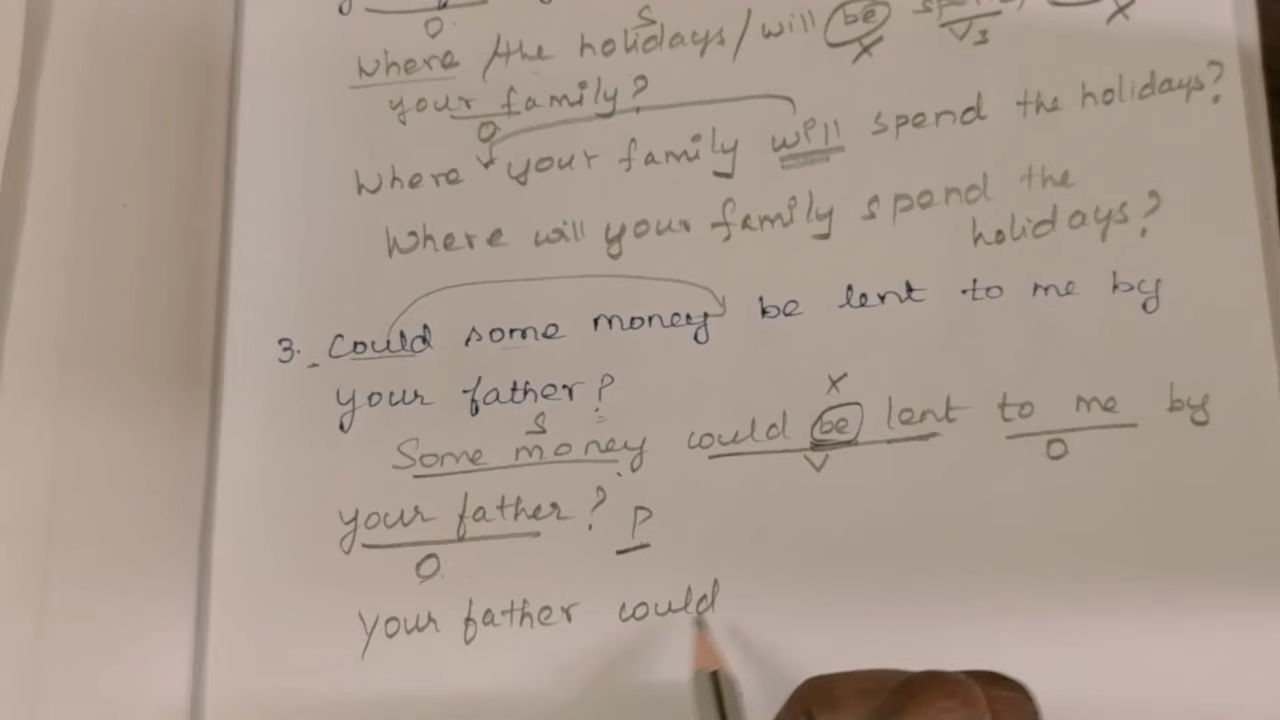 O
S
Where / the holidays / will be
X V3 X
your family?
O
Where your family will spend the holidays?
Where will your family spend the
holidays?
3. Could some money be lent to me by
your father?
S X
Some money could be lent to me by
V O
your father? P
O
Your father could